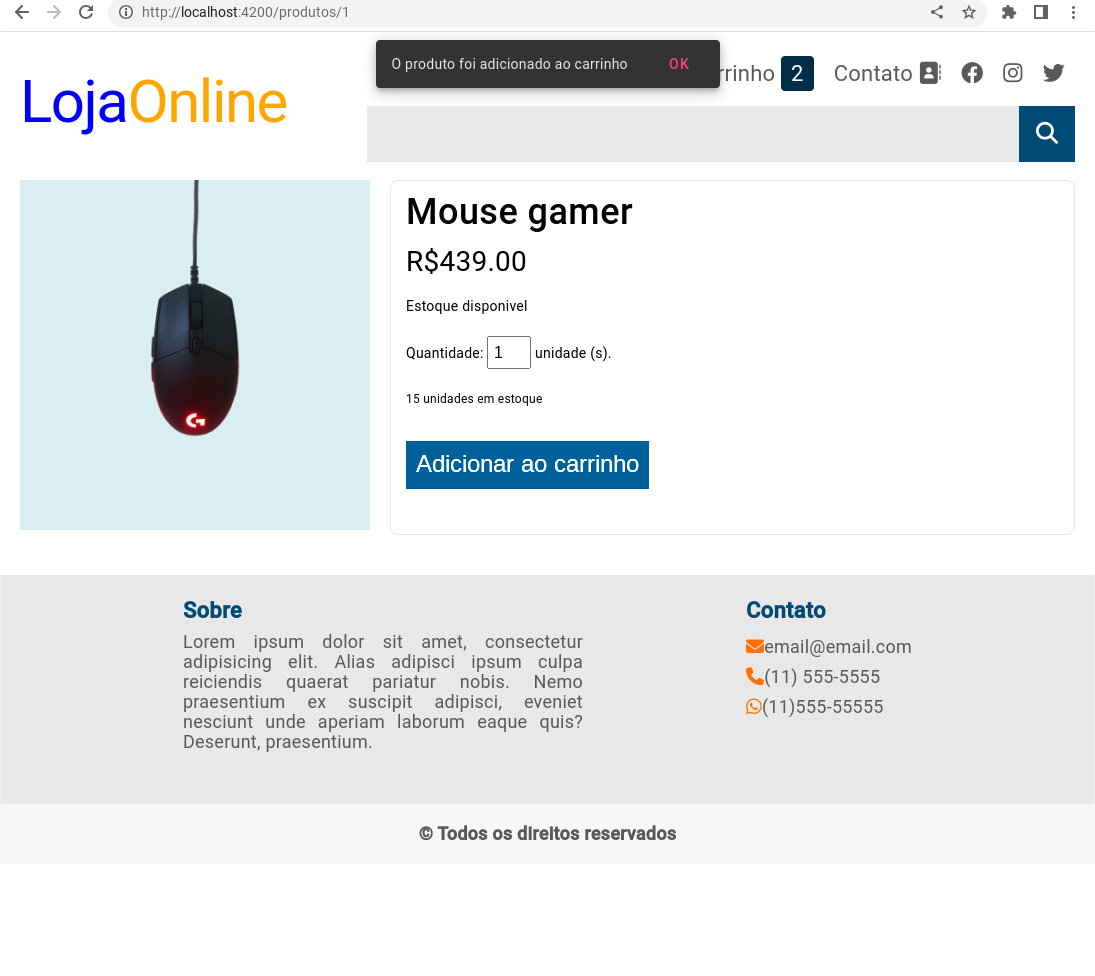 http://localhost:4200/produtos/1
O produto foi adicionado ao carrinho OK
rrinho 2 Contato
LojaOnline
Mouse gamer
R$439.00
Estoque disponivel
Quantidade: 1 unidade (s).
15 unidades em estoque
Adicionar ao carrinho
G
Sobre
Lorem ipsum dolor sit amet, consectetur
adipisicing elit. Alias adipisci ipsum culpa
reiciendis quaerat pariatur nobis. Nemo
praesentium ex suscipit adipisci, eveniet
nesciunt unde aperiam laborum eaque quis?
Deserunt, praesentium.
Contato
email@email.com
(11) 555-5555
(11)555-55555
© Todos os direitos reservados